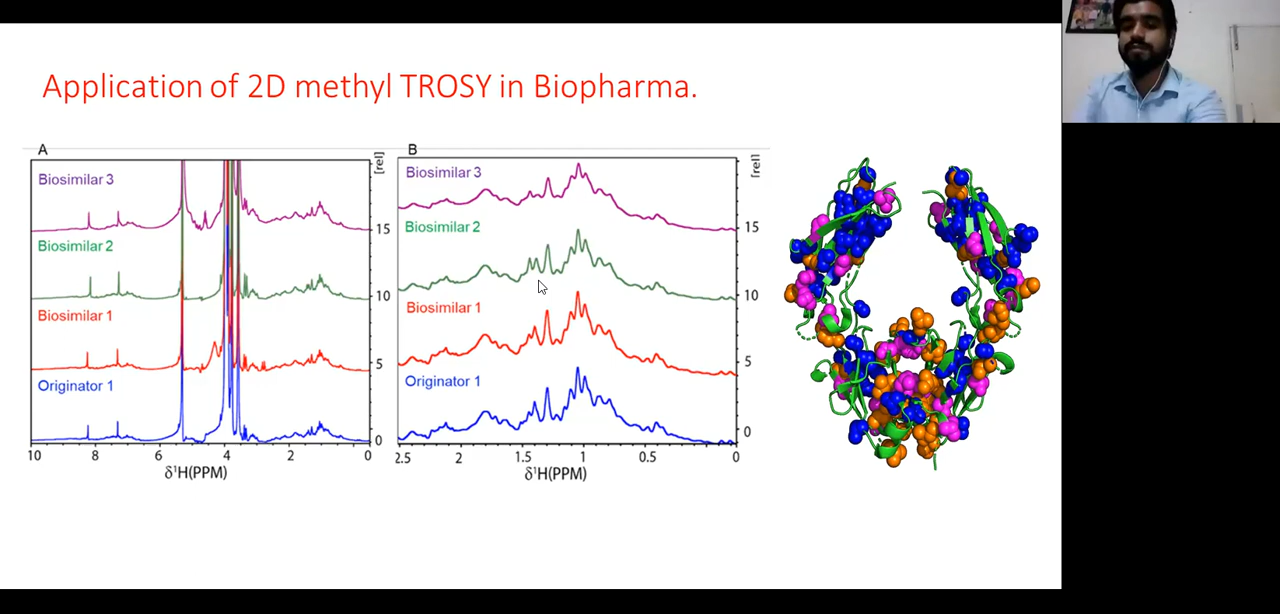 Application of 2D methyl TROSY in Biopharma.
A
[rel]
Biosimilar 3
15
Biosimilar 2
10
Biosimilar 1
5
Originator 1
0
10 8 6 4 2 0
δ¹H(PPM)
B
[rel]
Biosimilar 3
15
Biosimilar 2
10
Biosimilar 1
5
Originator 1
0
2.5 2 1.5 1 0.5 0
δ¹H(PPM)